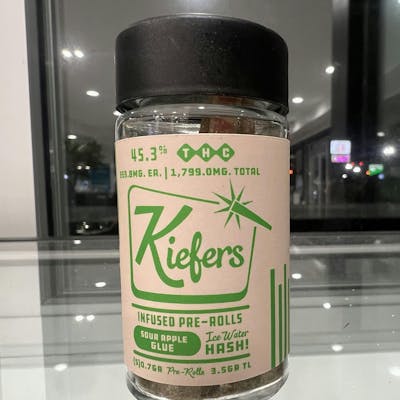 45.3% THC
359.8MG. EA. | 1,799.0MG. TOTAL
Kiefers
INFUSED PRE-ROLLS
SOUR APPLE
GLUE
Ice Water
HASH!
(5)0.7GR Pre-Rolls 3.5GR TL